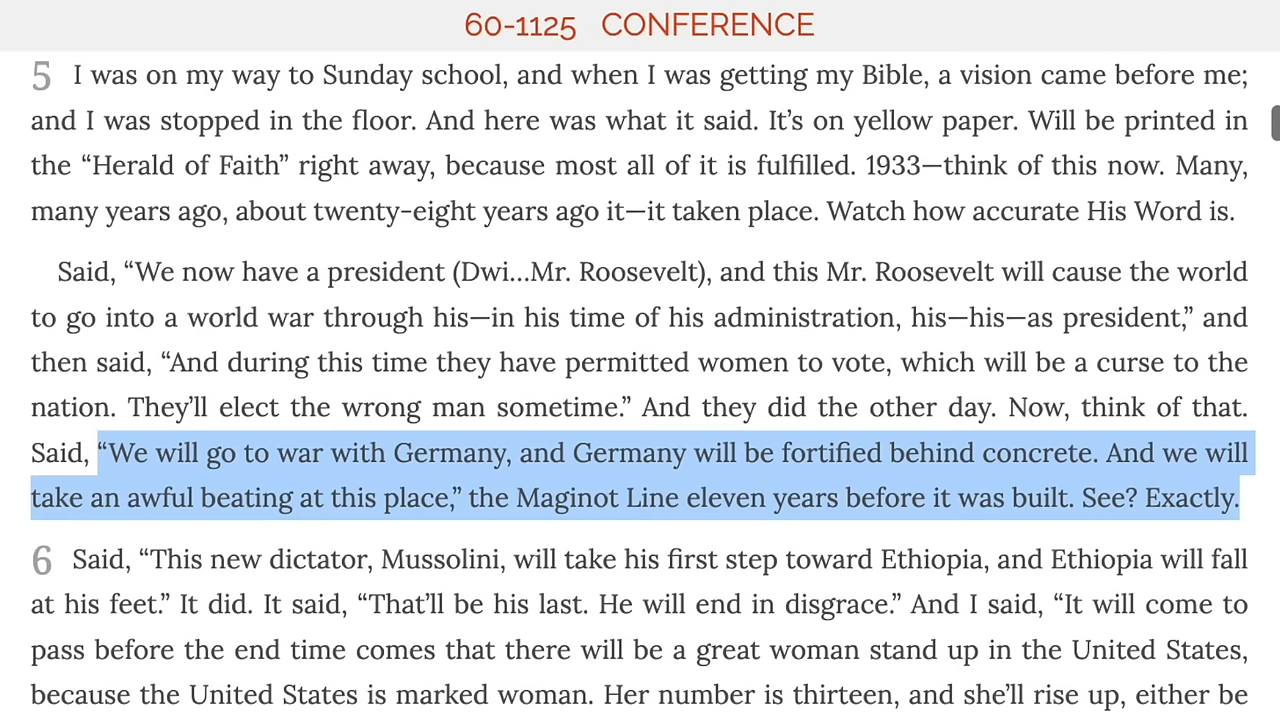 60-1125 CONFERENCE
5 I was on my way to Sunday school, and when I was getting my Bible, a vision came before me;
and I was stopped in the floor. And here was what it said. It’s on yellow paper. Will be printed in
the “Herald of Faith” right away, because most all of it is fulfilled. 1933—think of this now. Many,
many years ago, about twenty-eight years ago it—it taken place. Watch how accurate His Word is.
Said, “We now have a president (Dwi...Mr. Roosevelt), and this Mr. Roosevelt will cause the world
to go into a world war through his—in his time of his administration, his—his—as president,” and
then said, “And during this time they have permitted women to vote, which will be a curse to the
nation. They’ll elect the wrong man sometime.” And they did the other day. Now, think of that.
Said, “We will go to war with Germany, and Germany will be fortified behind concrete. And we will
take an awful beating at this place,” the Maginot Line eleven years before it was built. See? Exactly.
6 Said, “This new dictator, Mussolini, will take his first step toward Ethiopia, and Ethiopia will fall
at his feet.” It did. It said, “That’ll be his last. He will end in disgrace.” And I said, “It will come to
pass before the end time comes that there will be a great woman stand up in the United States,
because the United States is marked woman. Her number is thirteen, and she’ll rise up, either be